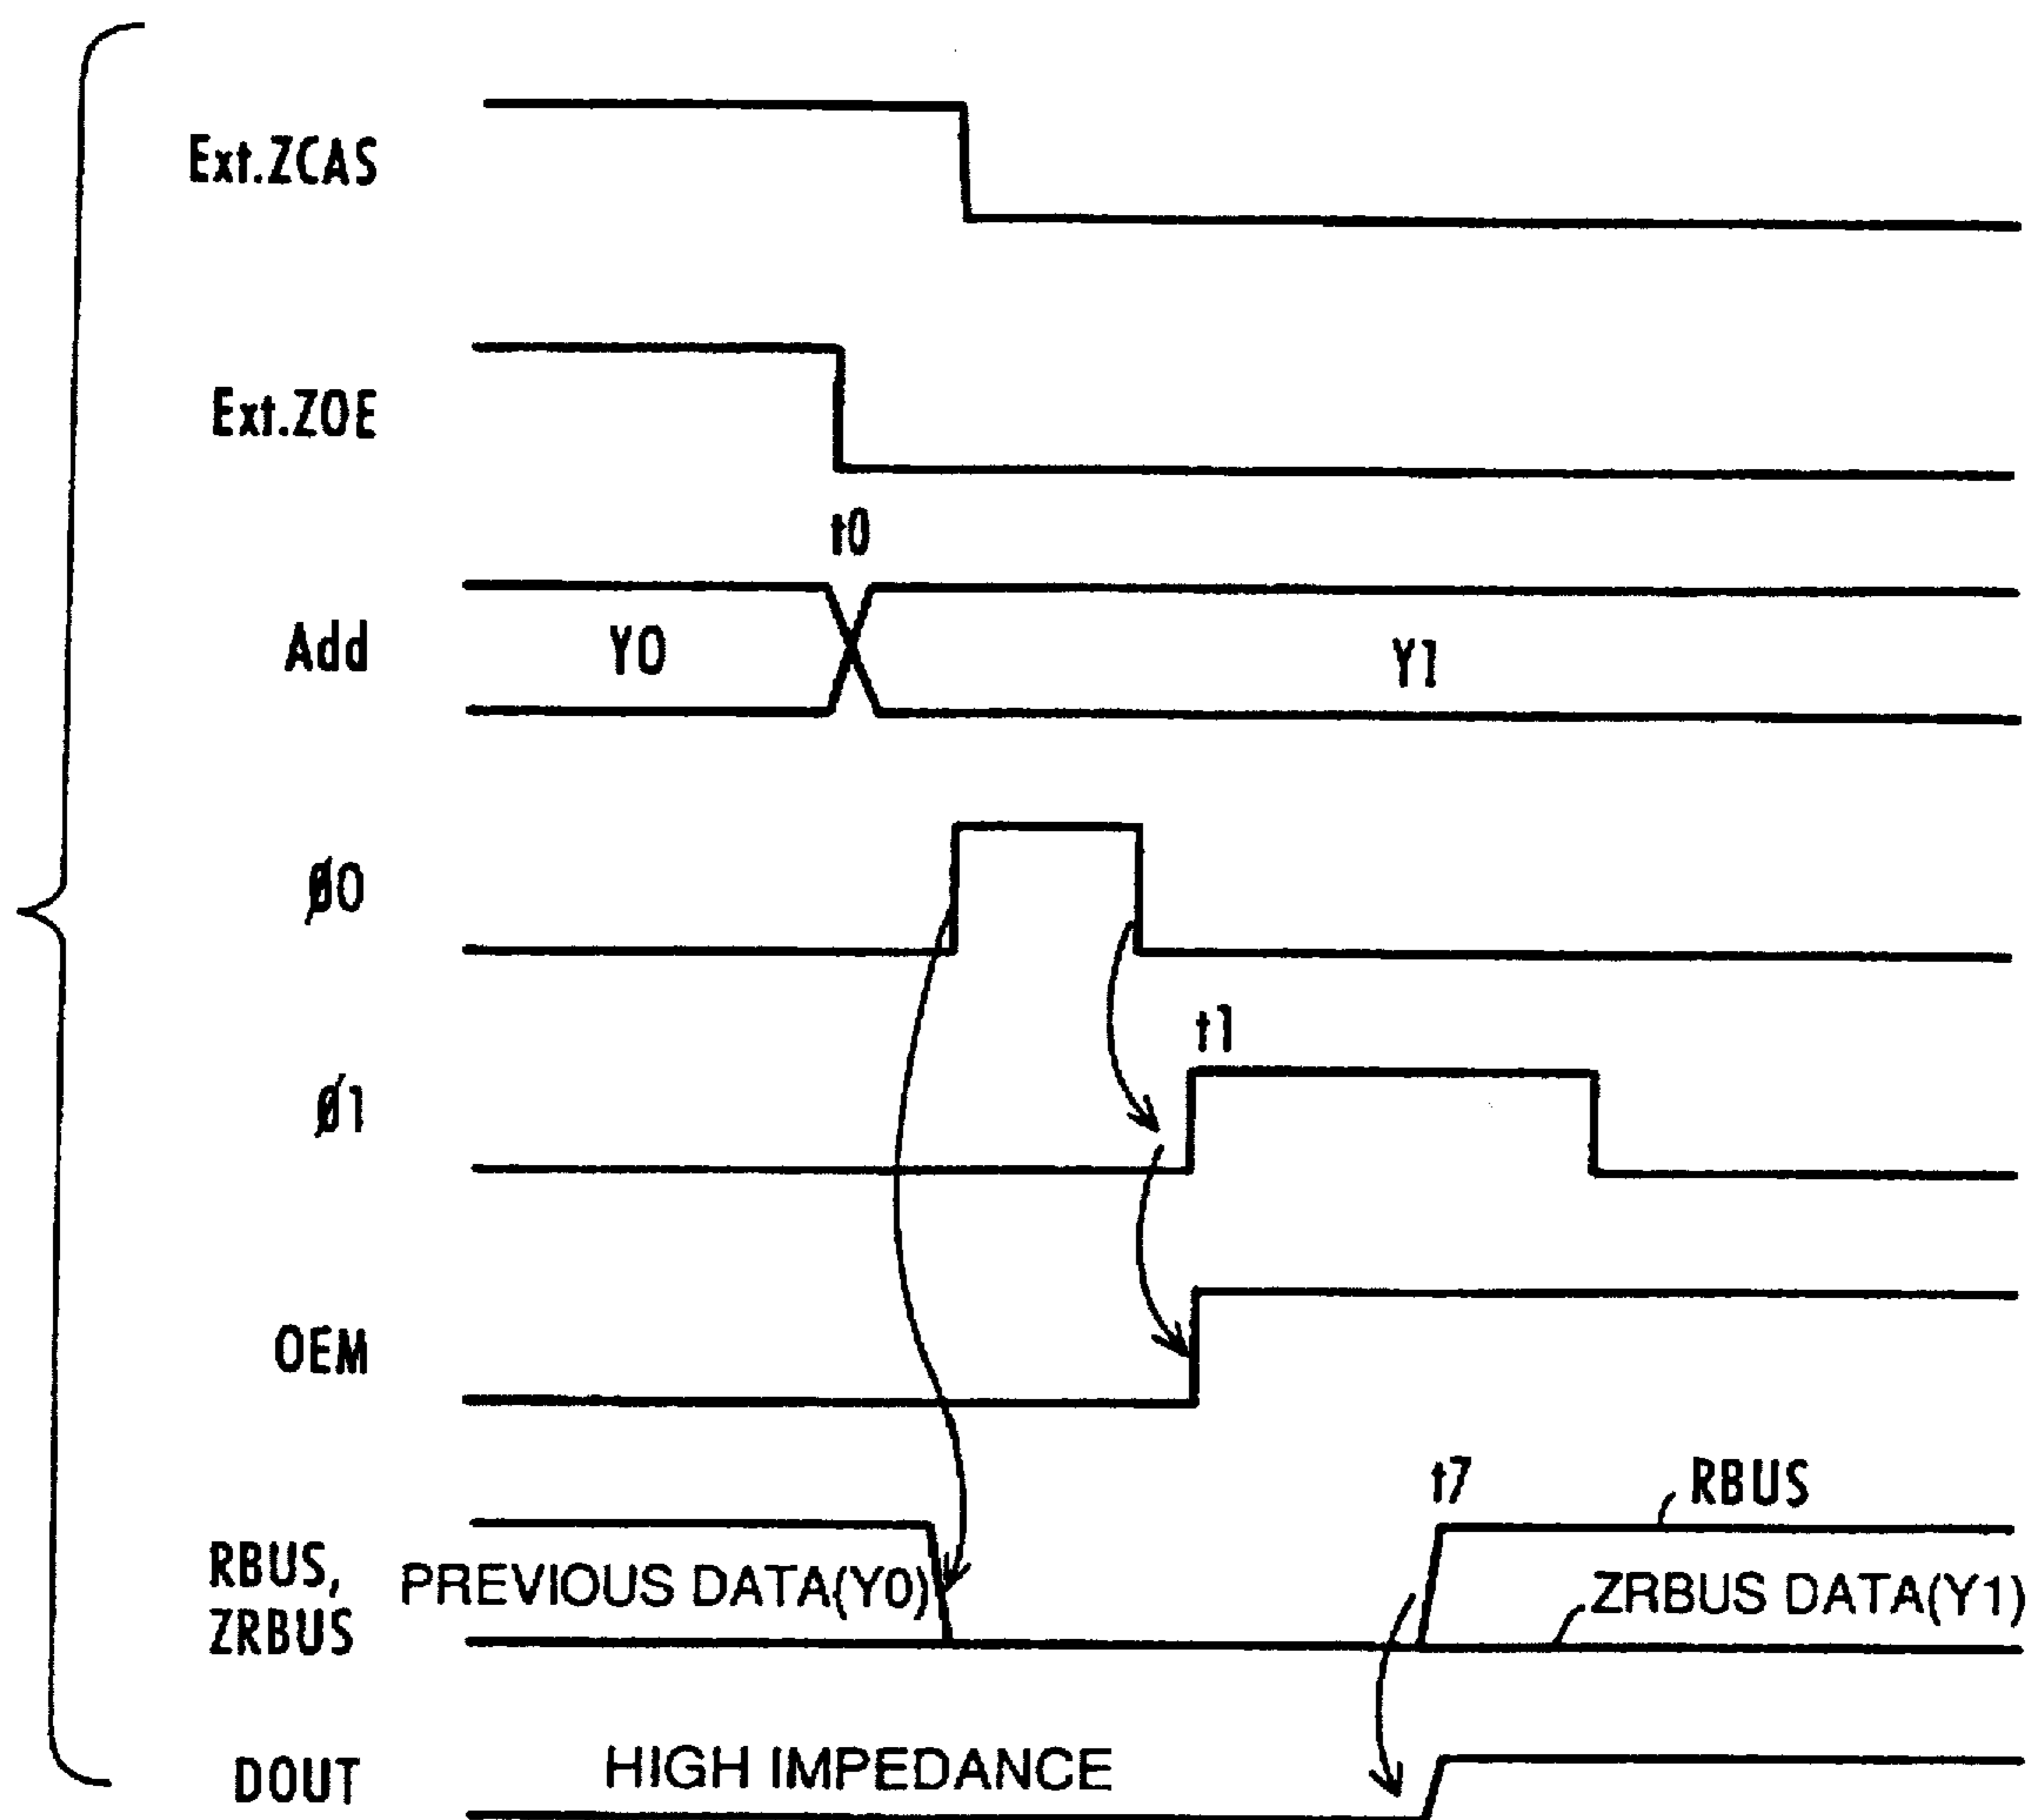 Ext.ZCAS
Ext.ZOE
t0
Add
Y0
Y1
ø0
t1
ø1
OEM
t7
RBUS
RBUS,
ZRBUS
PREVIOUS DATA(Y0)
ZRBUS DATA(Y1)
DOUT
HIGH IMPEDANCE